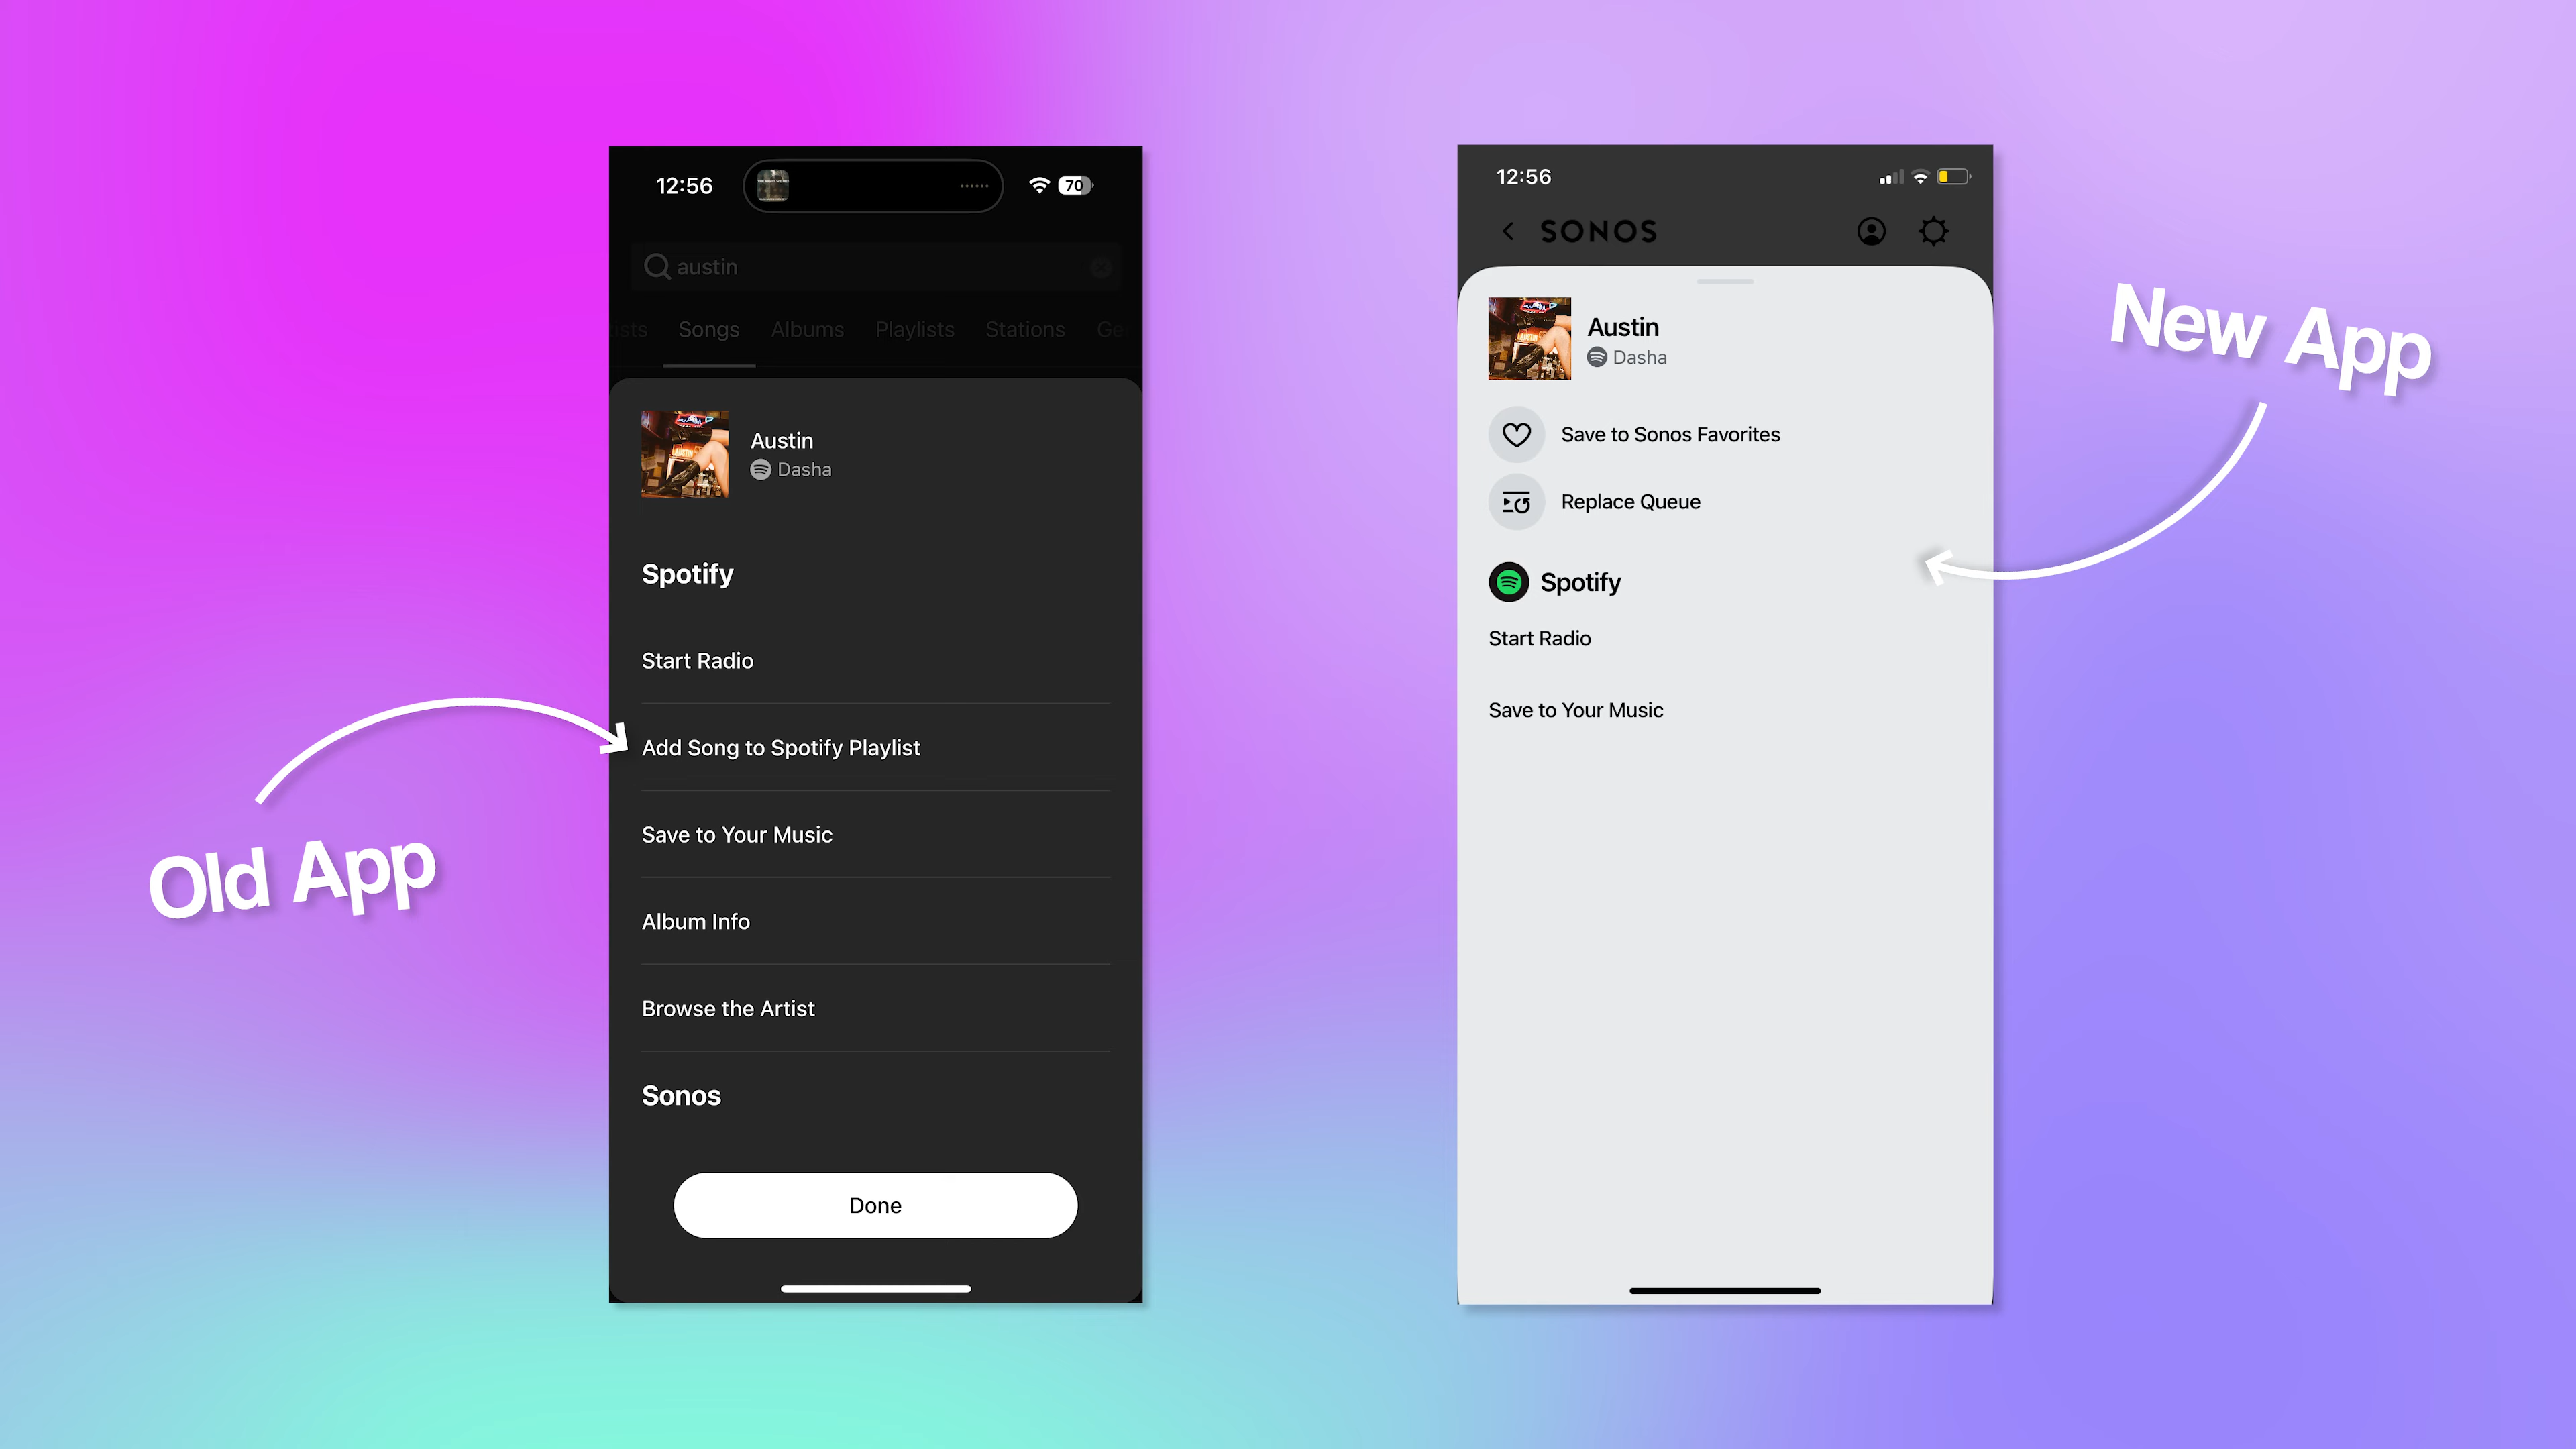 12:56
70
austin
Songs Albums Playlists Stations
Austin
Dasha
Spotify
Start Radio
Add Song to Spotify Playlist
Save to Your Music
Album Info
Browse the Artist
Sonos
Done
Old App
12:56
SONOS
Austin
Dasha
Save to Sonos Favorites
Replace Queue
Spotify
Start Radio
Save to Your Music
New App